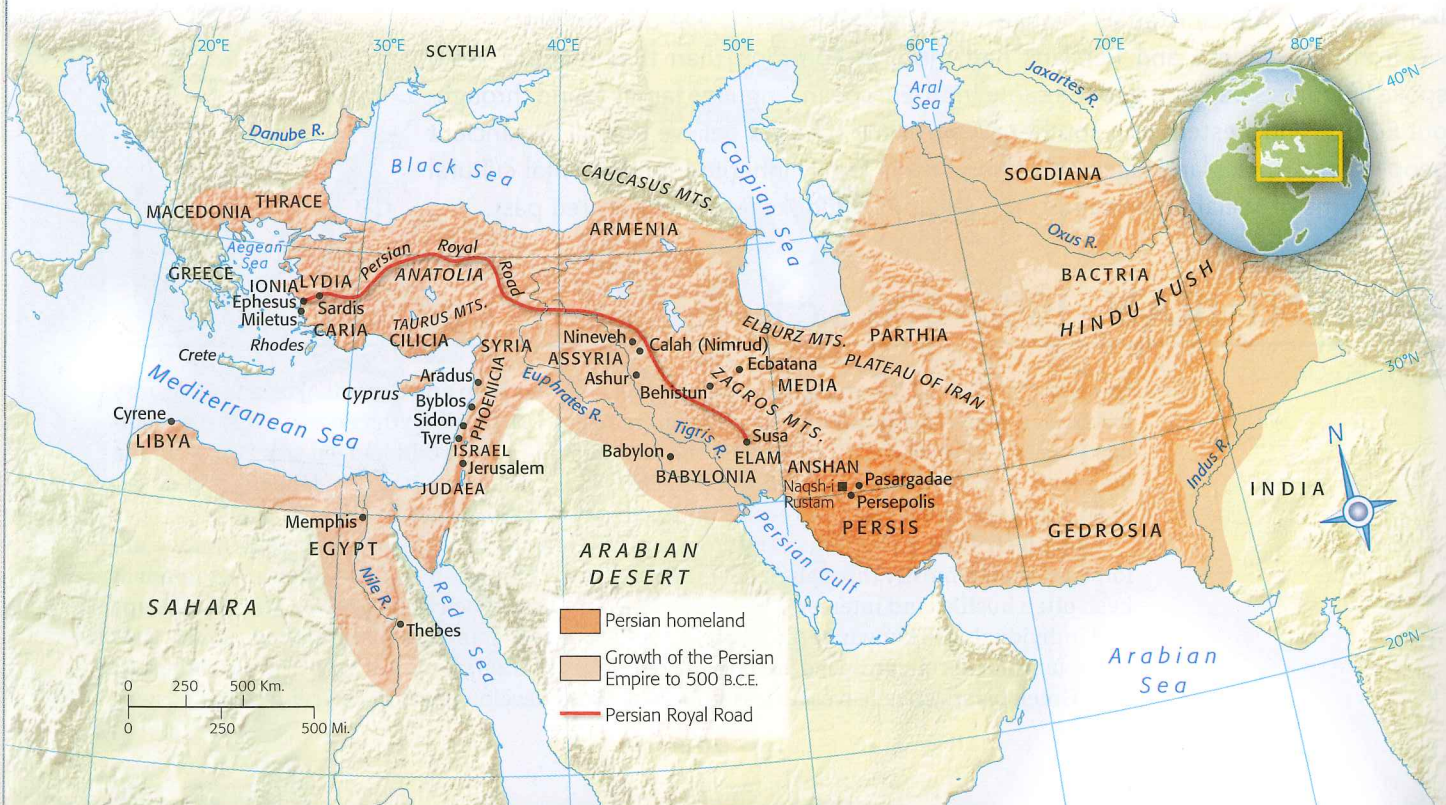 20°E
30°E
40°E
50°E
60°E
70°E
80°E
40°N
30°N
20°N
SCYTHIA
Danube R.
Black Sea
CAUCASUS MTS.
Caspian Sea
Aral
Sea
Jaxartes R.
SOGDIANA
Oxus R.
BACTRIA
HINDU KUSH
MACEDONIA
THRACE
Aegean
Sea
GREECE
IONIA
LYDIA
Persian Royal Road
ANATOLIA
ARMENIA
Ephesus
Sardis
Miletus
CARIA
TAURUS MTS.
CILICIA
Rhodes
Crete
SYRIA
Nineveh
Calah (Nimrud)
ASSYRIA
Ashur
ELBURZ MTS.
PARTHIA
Ecbatana
MEDIA
PLATEAU OF IRAN
Behistun
ZAGROS MTS.
Mediterranean Sea
Cyprus
Aradus
Byblos
Sidon
Tyre
PHOENICIA
Euphrates R.
Tigris R.
Cyrene
LIBYA
ISRAEL
Jerusalem
JUDAEA
Babylon
BABYLONIA
Susa
ELAM
ANSHAN
Naqsh-i
Rustam
Pasargadae
Persepolis
PERSIS
GEDROSIA
Indus R.
INDIA
N
Memphis
EGYPT
Nile R.
Thebes
Red Sea
SAHARA
ARABIAN
DESERT
Persian Gulf
Arabian
Sea
Persian homeland
Growth of the Persian
Empire to 500 B.C.E.
Persian Royal Road
0 250 500 Km.
0 250 500 Mi.